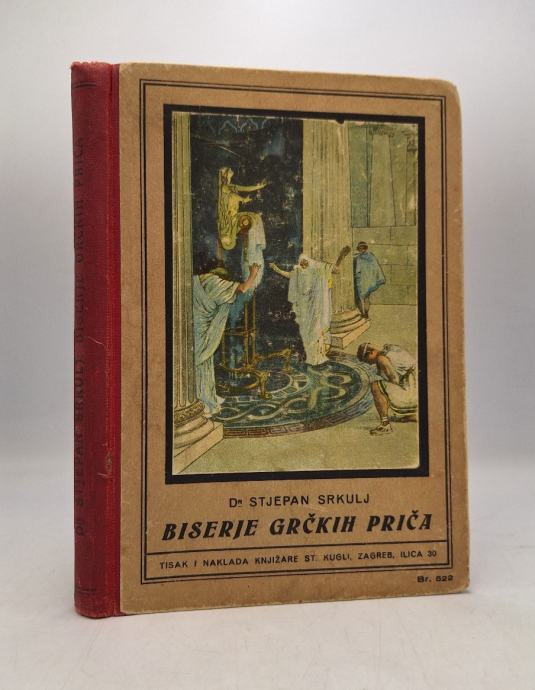 DR STJEPAN SRKULJ
BISERJE GRČKIH PRIČA
TISAK I NAKLADA KNJIŽARE ST. KUGLI, ZAGREB, ILICA 30
Br. 522
Dr STJEPAN SRKULJ BISERJE GRČKIH PRIČA